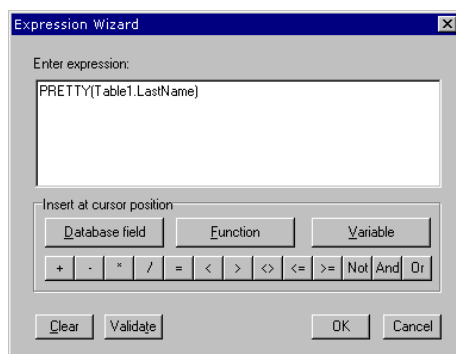 Expression Wizard
Enter expression:
PRETTY(Table1.LastName)
Insert at cursor position
Database field Function Variable
+ - * / = < > <> <= >= Not And Or
Clear Validate OK Cancel